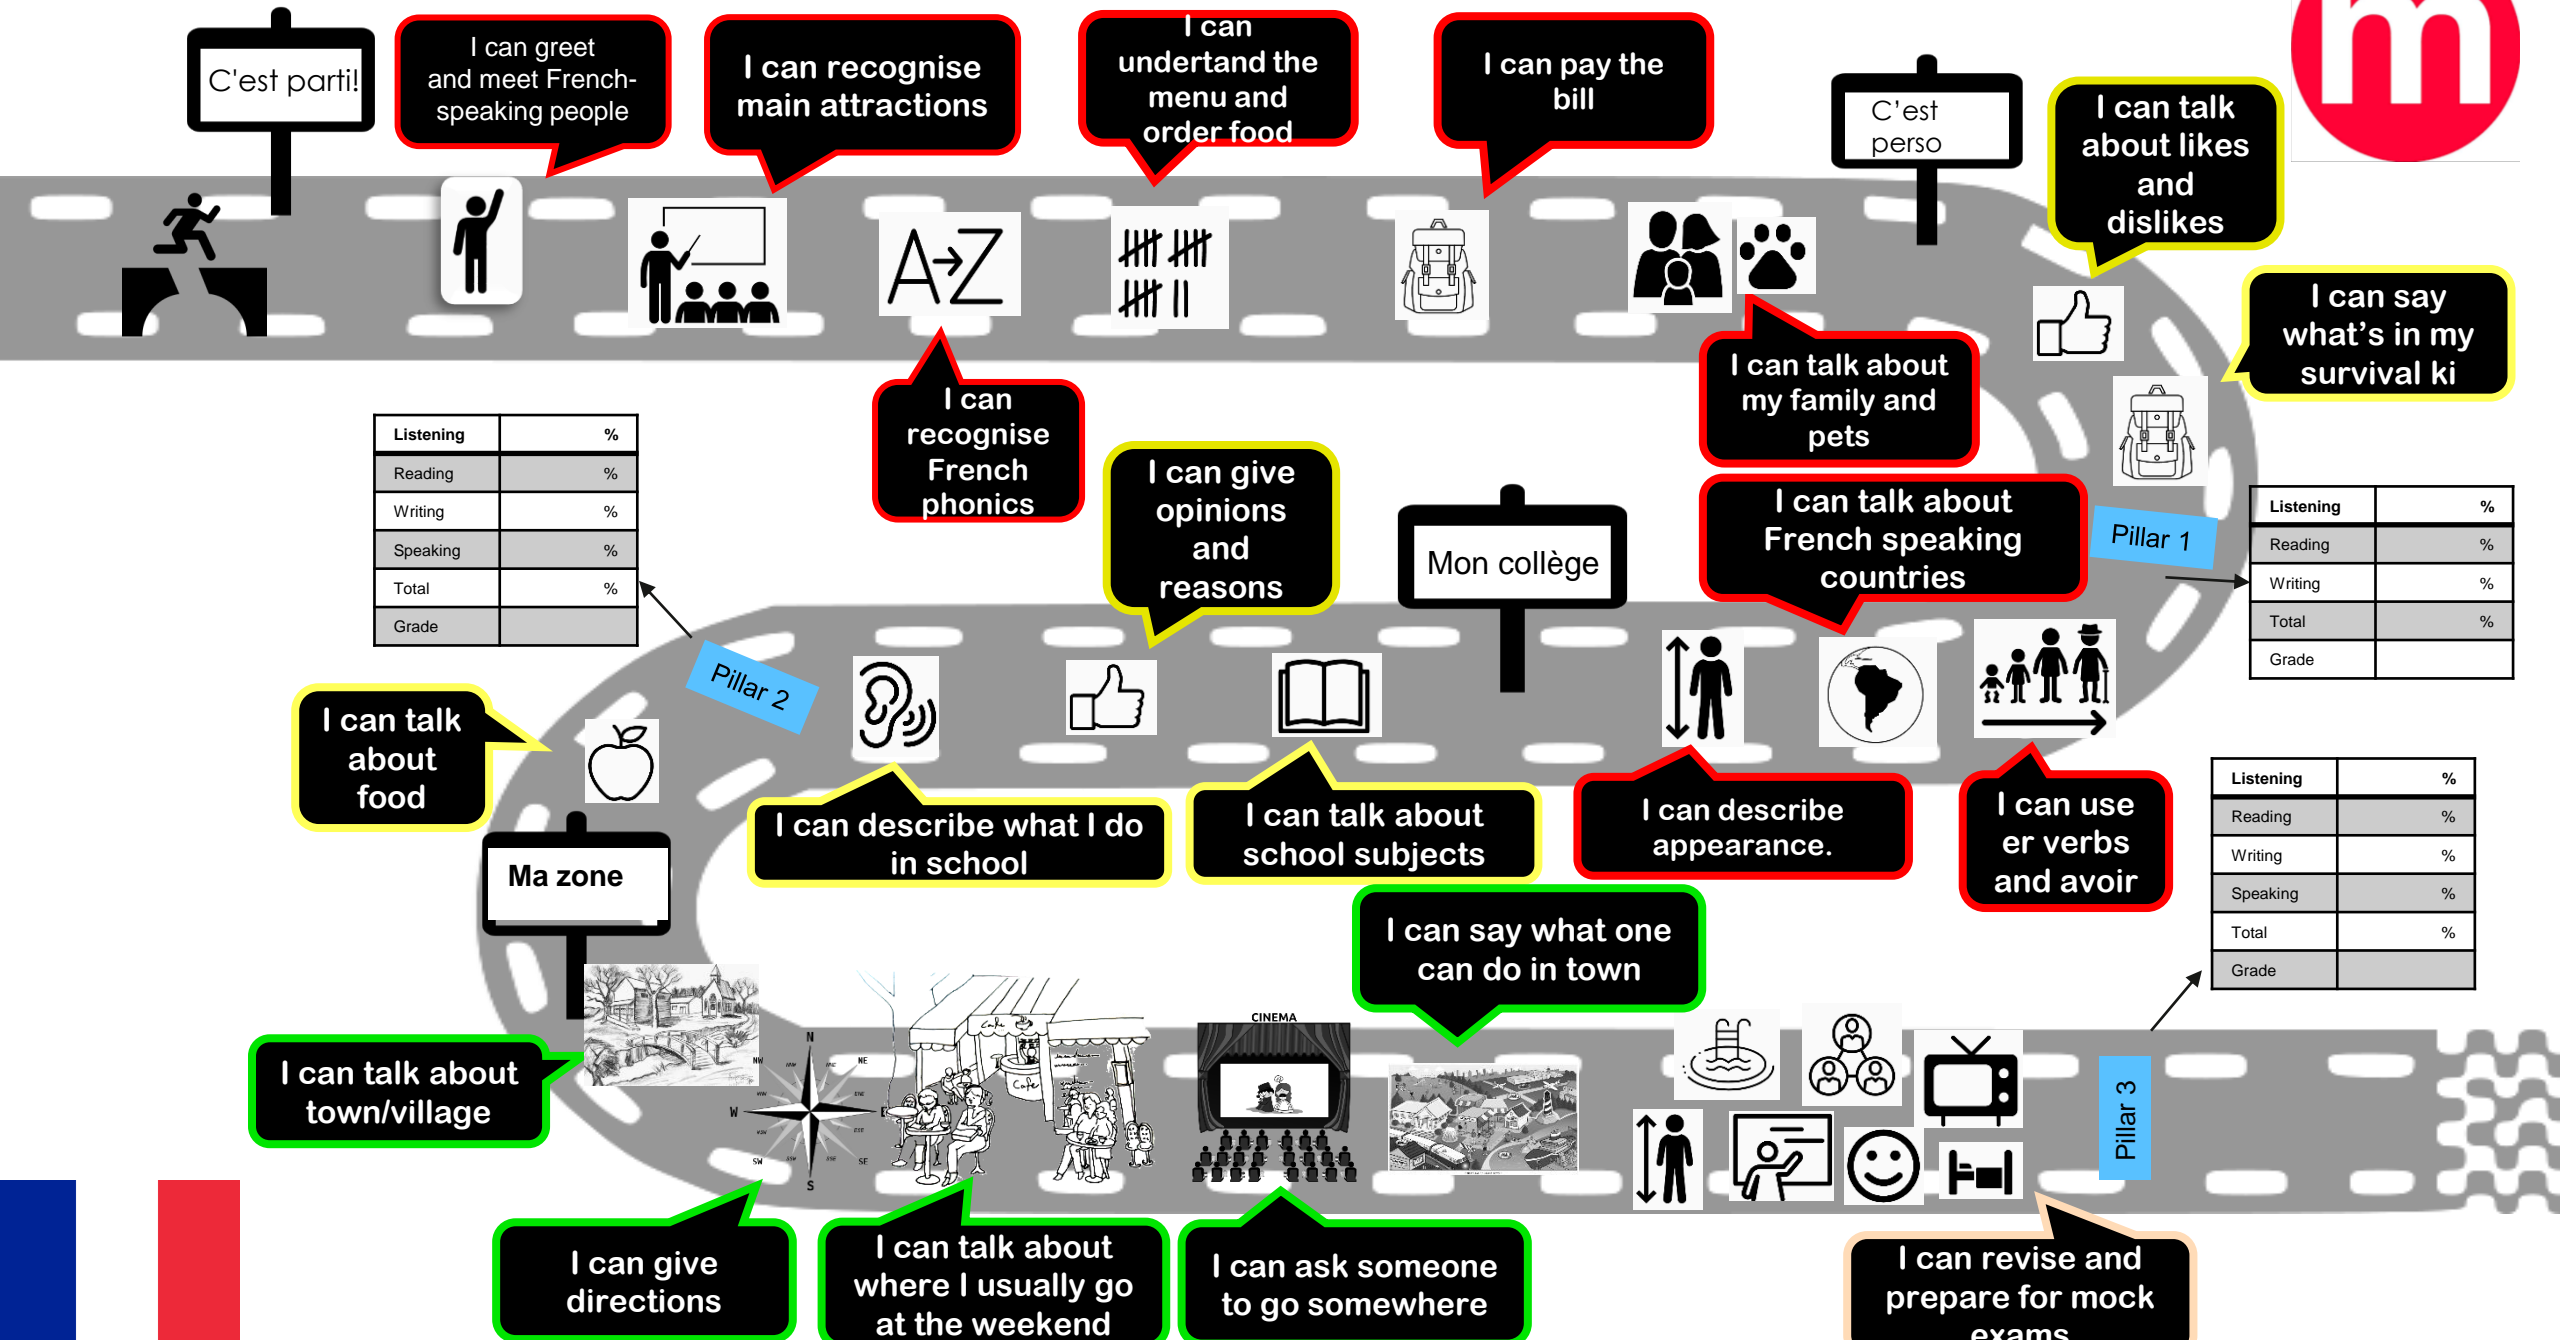 C'est parti!
I can greet
and meet French-
speaking people
I can recognise
main attractions
I can
undertand the
menu and
order food
I can pay the
bill
C'est
perso
I can talk
about likes
and
dislikes
m
I can say
what's in my
survival ki
A→Z
I can
recognise
French
phonics
I can talk about
my family and
pets
Listening %
Reading %
Writing %
Speaking %
Total %
Grade
I can give
opinions
and
reasons
Mon collège
I can talk about
French speaking
countries
Pillar 1
Listening %
Reading %
Writing %
Total %
Grade
Pillar 2
I can talk
about
food
I can describe what I do
in school
I can talk about
school subjects
I can describe
appearance.
I can use
er verbs
and avoir
Listening %
Reading %
Writing %
Speaking %
Total %
Grade
Ma zone
I can say what one
can do in town
CINEMA
I can talk about
town/village
N
NW
NE
W
E
SW
SE
S
Cafe
Pillar 3
I can give
directions
I can talk about
where I usually go
at the weekend
I can ask someone
to go somewhere
I can revise and
prepare for mock
exams